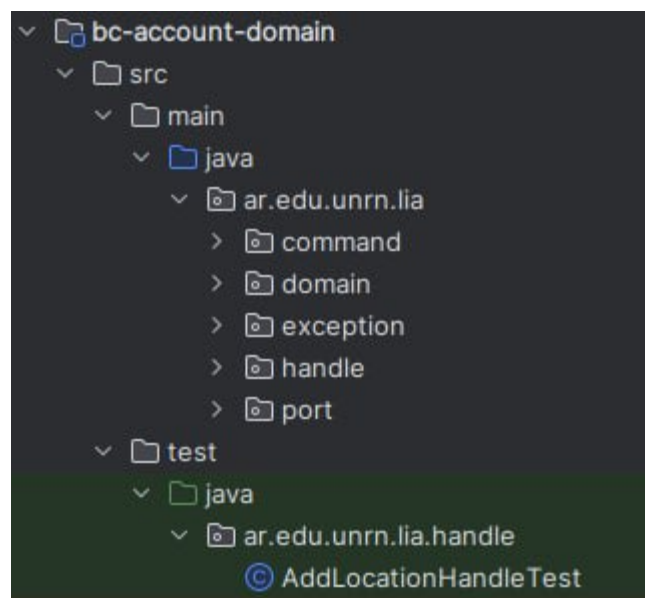 bc-account-domain
src
main
java
ar.edu.unrn.lia
command
domain
exception
handle
port
test
java
ar.edu.unrn.lia.handle
AddLocationHandleTest